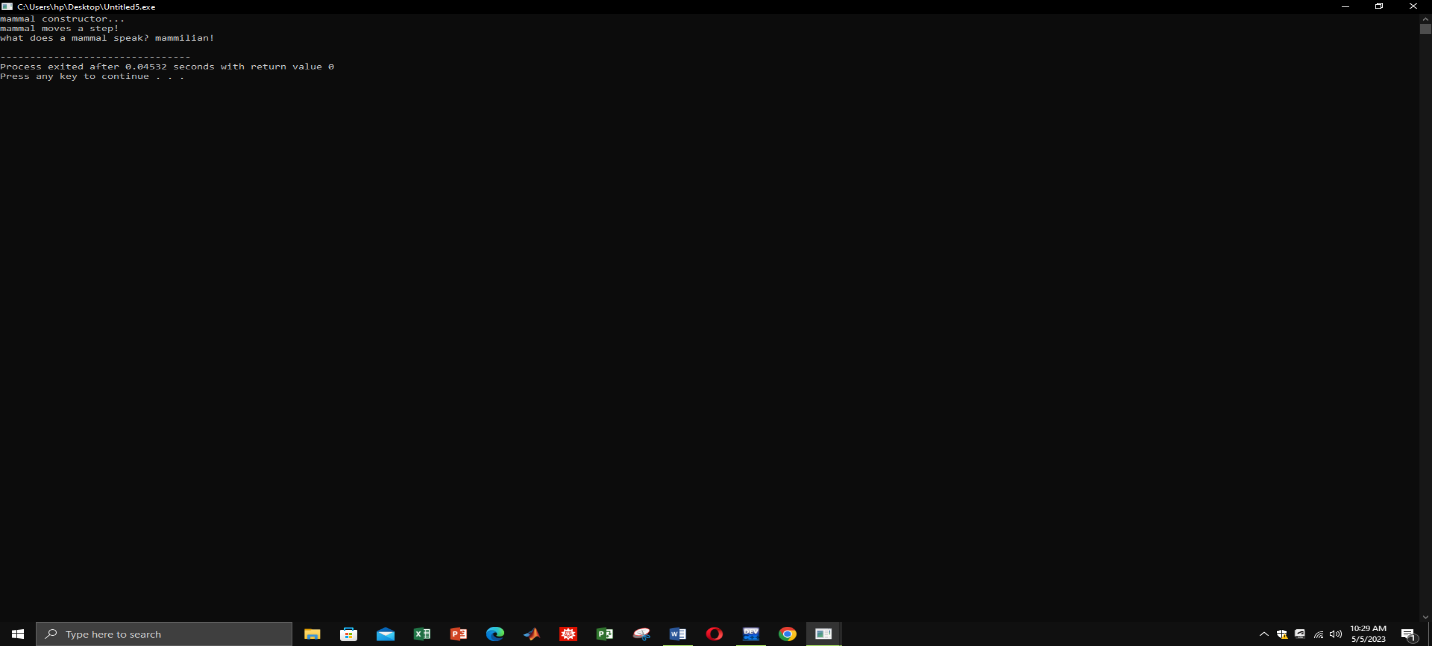 C:\Users\hp\Desktop\Untitled5.exe
mammal constructor...
mammal moves a step!
what does a mammal speak? mammilian!
--------------------------------
Process exited after 0.04532 seconds with return value 0
Press any key to continue . . .
Type here to search
DEV
10:29 AM
5/5/2023
1